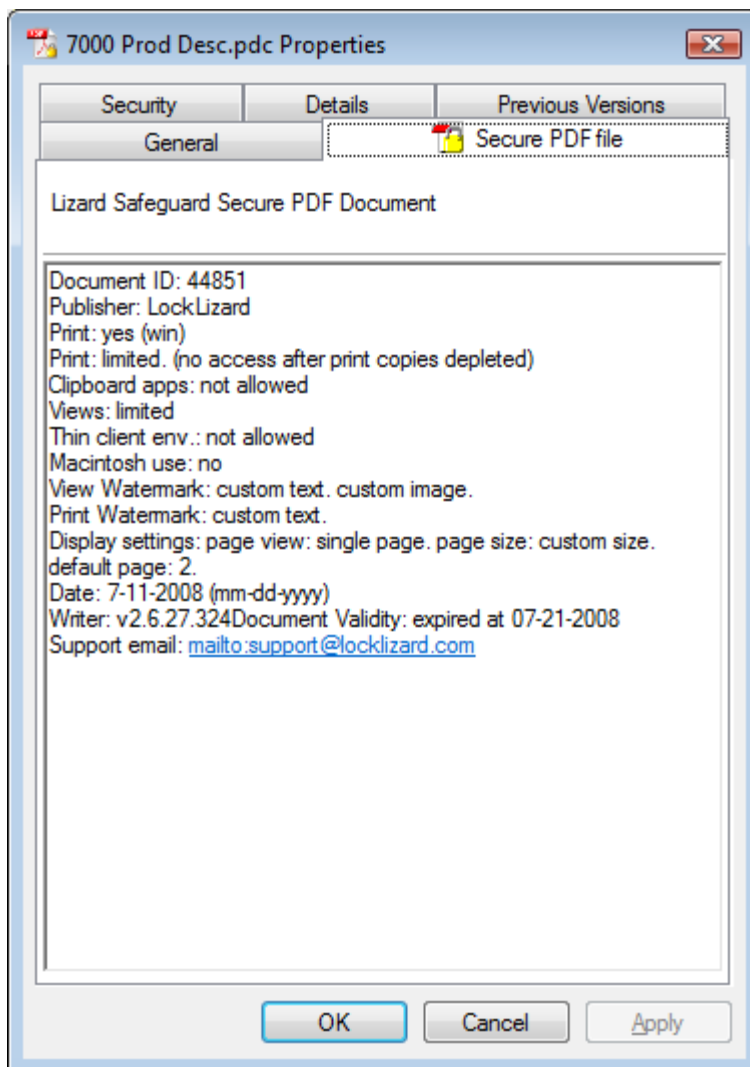 7000 Prod Desc.pdc Properties
Security
Details
Previous Versions
General
Secure PDF file
Lizard Safeguard Secure PDF Document
Document ID: 44851
Publisher: LockLizard
Print: yes (win)
Print: limited. (no access after print copies depleted)
Clipboard apps: not allowed
Views: limited
Thin client env.: not allowed
Macintosh use: no
View Watermark: custom text. custom image.
Print Watermark: custom text.
Display settings: page view: single page. page size: custom size.
default page: 2.
Date: 7-11-2008 (mm-dd-yyyy)
Writer: v2.6.27.324Document Validity: expired at 07-21-2008
Support email: mailto:support@locklizard.com
OK
Cancel
Apply